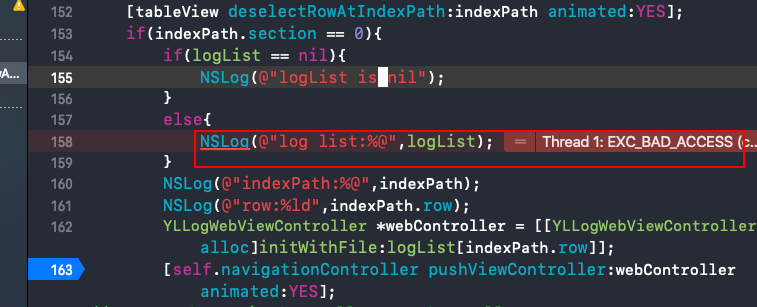 152 [tableView deselectRowAtIndexPath:indexPath animated:YES];
153 if(indexPath.section == 0){
154 if(logList == nil){
wA... 155 NSLog(@"logList is nil");
156 }
157 else{
158 NSLog(@"log list:%@",logList); = Thread 1: EXC_BAD_ACCESS (c...
159 }
160 NSLog(@"indexPath:%@",indexPath);
161 NSLog(@"row:%ld",indexPath.row);
162 YLLogWebViewController *webController = [[YLLogWebViewController
alloc]initWithFile:logList[indexPath.row]];
163 [self.navigationController pushViewController:webController
animated:YES];